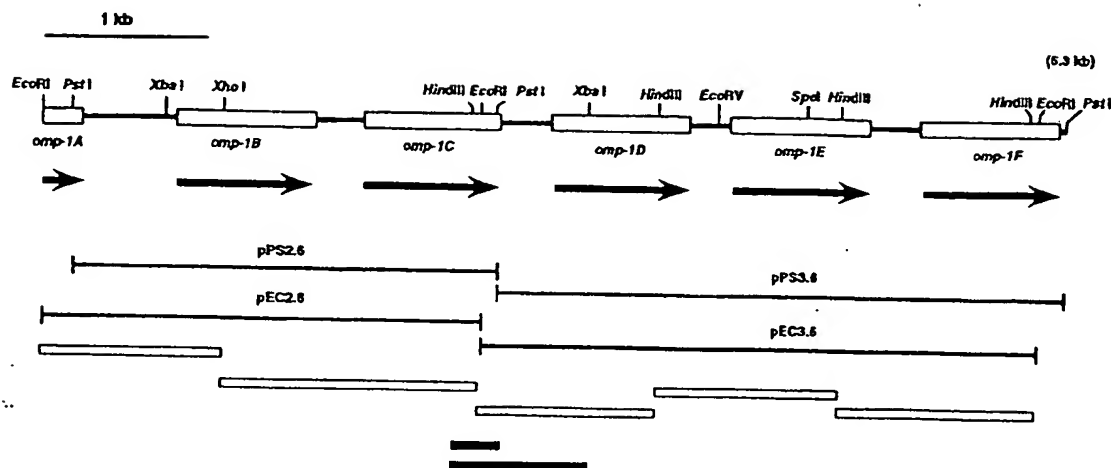 1 kb
(6.3 kb)
EcoRI PstI XbaI XhoI HindIII EcoRI PstI XbaI HindIII EcoRV SpeI HindIII HindIII EcoRI PstI
omp-1A omp-1B omp-1C omp-1D omp-1E omp-1F
pPS2.6 pPS3.6
pEC2.6 pEC3.6